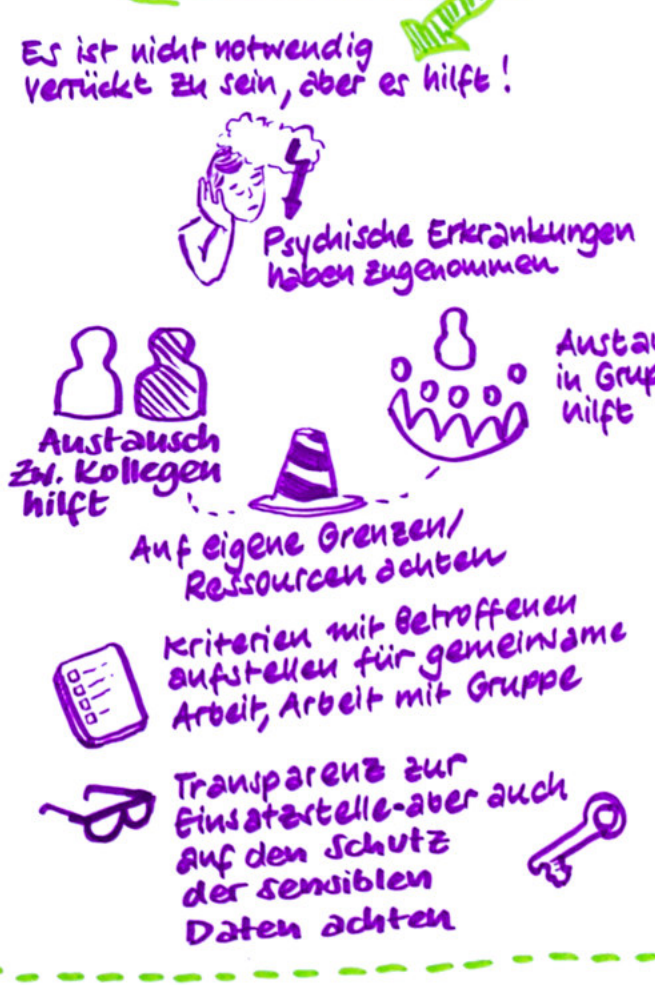 Es ist nicht notwendig
verrückt zu sein, aber es hilft!
Psychische Erkrankungen
haben zugenommen
Austausch
zw. Kollegen
hilft
in
hilft
Auf eigene Grenzen/
Ressourcen achten
Kriterien mit Betroffenen
aufstellen für gemeinsame
Arbeit, Arbeit mit Gruppe
Transparenz zur
Einsatzstelle-aber auch
auf den Schutz
der sensiblen
Daten achten